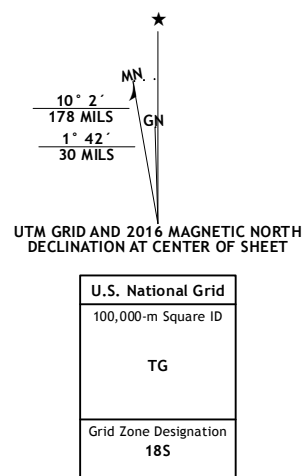 MN
10° 2´
178 MILS
GN
1° 42´
30 MILS
UTM GRID AND 2016 MAGNETIC NORTH
DECLINATION AT CENTER OF SHEET
U.S. National Grid
100,000-m Square ID
TG
Grid Zone Designation
18S